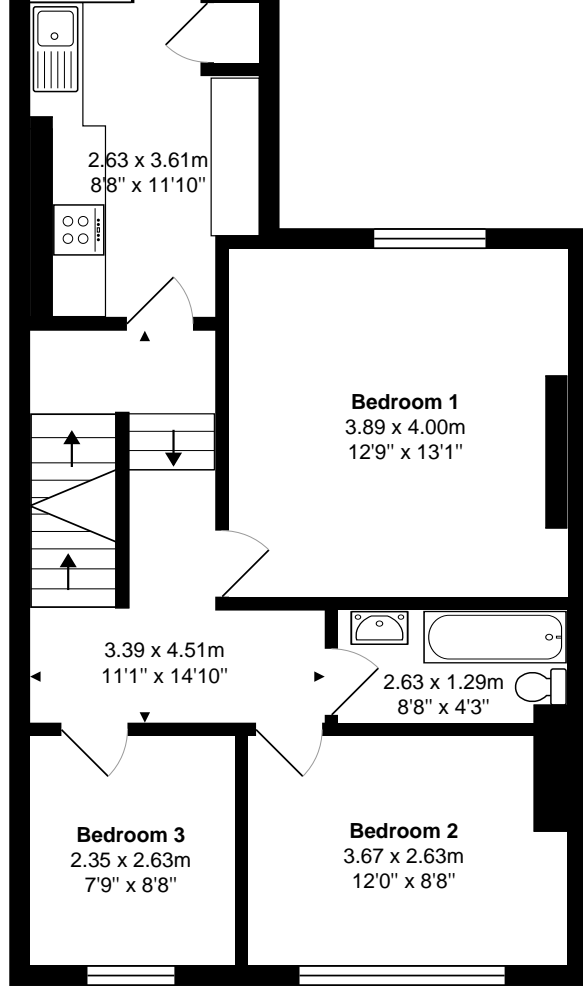 2.63 x 3.61m
8'8" x 11'10"
Bedroom 1
3.89 x 4.00m
12'9" x 13'1"
3.39 x 4.51m
11'1" x 14'10"
2.63 x 1.29m
8'8" x 4'3"
Bedroom 3
2.35 x 2.63m
7'9" x 8'8"
Bedroom 2
3.67 x 2.63m
12'0" x 8'8"